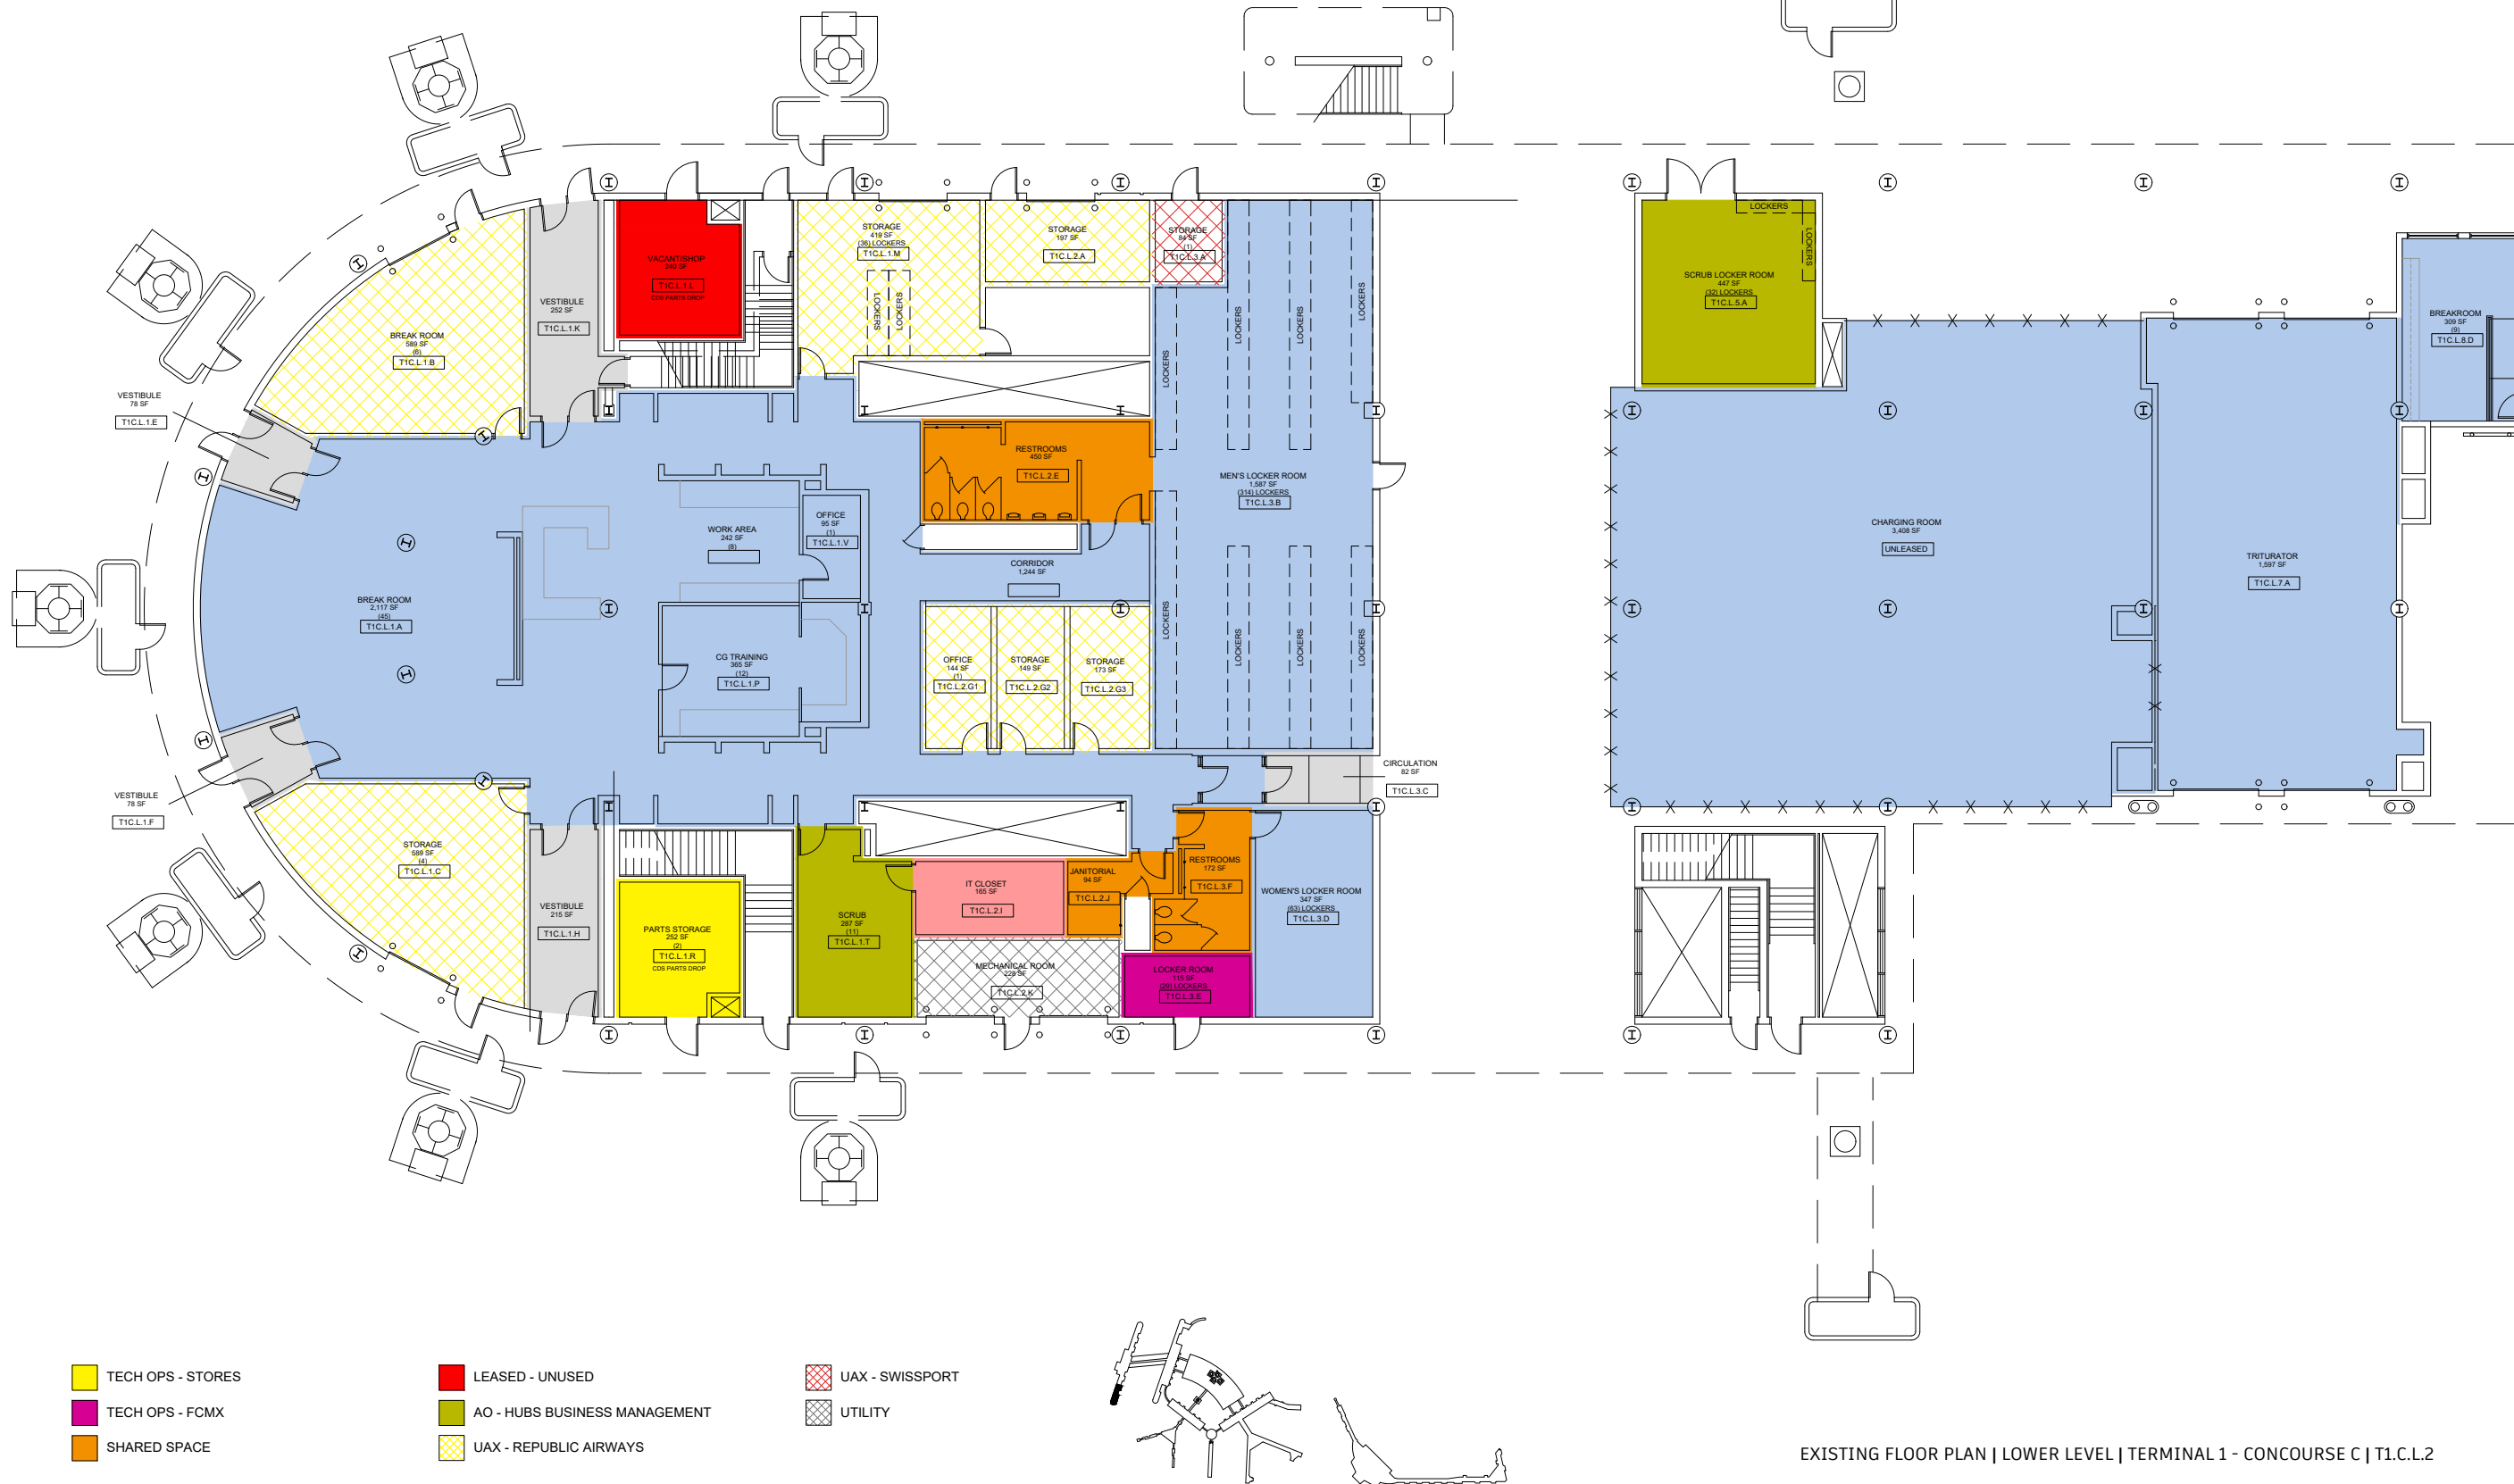 LOCKERS
LOCKERS
STORAGE
419 SF
(36) LOCKERS
T1C.L.1.M
STORAGE
197 SF
T1C.L.2.A
STORAGE
84 SF
(1)
T1C.L.3.A
VACANT/SHOP
240 SF
T1C.L.1.L
CDS PARTS DROP
SCRUB LOCKER ROOM
447 SF
(32) LOCKERS
T1C.L.5.A
VESTIBULE
252 SF
T1C.L.1.K
LOCKERS
LOCKERS
LOCKERS
LOCKERS
LOCKERS
LOCKERS
BREAKROOM
309 SF
(9)
T1C.L.8.D
BREAK ROOM
589 SF
(6)
T1C.L.1.B
VESTIBULE
78 SF
T1C.L.1.E
RESTROOMS
450 SF
T1C.L.2.E
MEN'S LOCKER ROOM
1,587 SF
(314) LOCKERS
T1C.L.3.B
WORK AREA
242 SF
(8)
OFFICE
95 SF
(1)
T1C.L.1.V
CHARGING ROOM
3,408 SF
UNLEASED
TRITURATOR
1,597 SF
T1C.L.7.A
CORRIDOR
1,244 SF
BREAK ROOM
2,117 SF
(45)
T1C.L.1.A
LOCKERS
LOCKERS
LOCKERS
LOCKERS
CG TRAINING
365 SF
(12)
T1C.L.1.P
OFFICE
144 SF
(1)
T1C.L.2.G1
STORAGE
149 SF
T1C.L.2.G2
STORAGE
173 SF
T1C.L.2.G3
CIRCULATION
82 SF
T1C.L.3.C
VESTIBULE
78 SF
T1C.L.1.F
STORAGE
589 SF
(4)
T1C.L.1.C
VESTIBULE
215 SF
T1C.L.1.H
PARTS STORAGE
252 SF
(2)
T1C.L.1.R
CDS PARTS DROP
SCRUB
287 SF
(11)
T1C.L.1.T
IT CLOSET
165 SF
T1C.L.2.I
JANITORIAL
94 SF
T1C.L.2.J
RESTROOMS
172 SF
T1C.L.3.F
WOMEN'S LOCKER ROOM
347 SF
(63) LOCKERS
T1C.L.3.D
MECHANICAL ROOM
228 SF
T1C.L.2.K
LOCKER ROOM
115 SF
(29) LOCKERS
T1C.L.3.E
TECH OPS - STORES
TECH OPS - FCMX
SHARED SPACE
LEASED - UNUSED
AO - HUBS BUSINESS MANAGEMENT
UAX - REPUBLIC AIRWAYS
UAX - SWISSPORT
UTILITY
EXISTING FLOOR PLAN | LOWER LEVEL | TERMINAL 1 - CONCOURSE C | T1.C.L.2